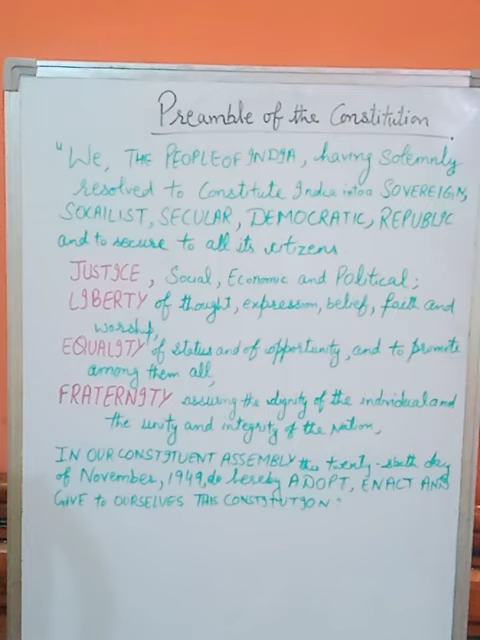 Preamble of the Constitution
"We, THE PEOPLE OF INDIA, having solemnly
resolved to Constitute India into a SOVEREIGN,
SOCAILIST, SECULAR, DEMOCRATIC, REPUBLIC
and to secure to all its citizens
JUSTICE, Social, Economic and Political;
LIBERTY of thought, expression, belief, faith and
worship,
EQUALITY of status and of opportunity, and to promote
among them all,
FRATERNITY assuring the dignity of the individual and
the unity and integrity of the Nation,
IN OUR CONSTITUENT ASSEMBLY this twenty-sixth day
of November, 1949, do hereby ADOPT, ENACT AND
GIVE to OURSELVES THIS CONSTITUTION"